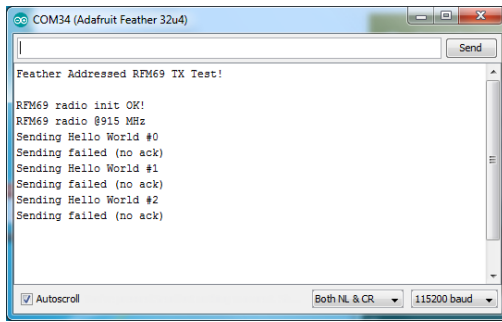 COM34 (Adafruit Feather 32u4)
Send
Feather Addressed RFM69 TX Test!
RFM69 radio init OK!
RFM69 radio @915 MHz
Sending Hello World #0
Sending failed (no ack)
Sending Hello World #1
Sending failed (no ack)
Sending Hello World #2
Sending failed (no ack)
Autoscroll
Both NL & CR
115200 baud